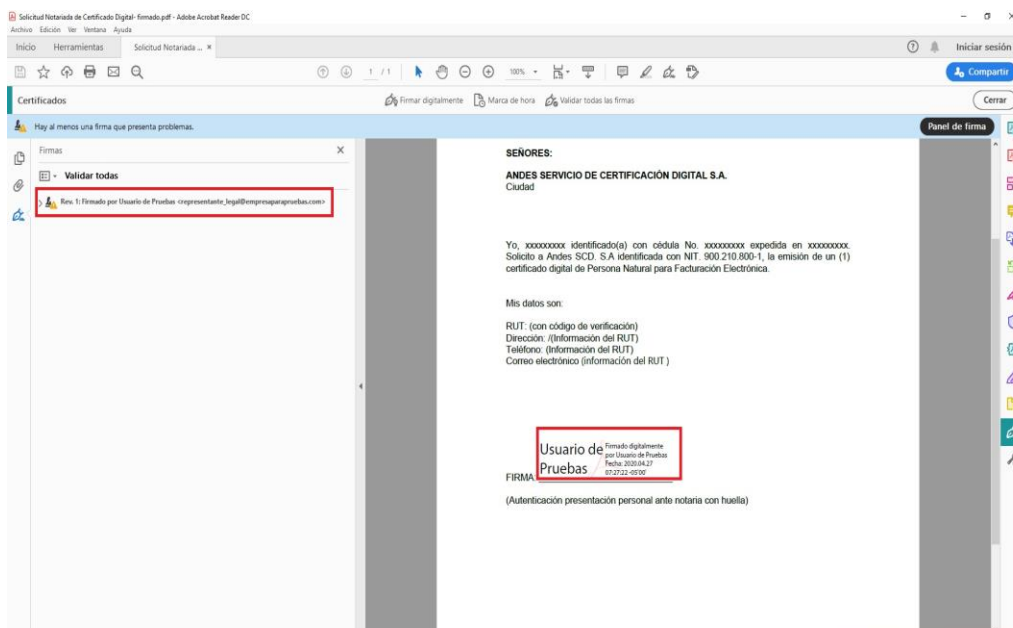 Solicitud Notariada de Certificado Digital- firmado.pdf - Adobe Acrobat Reader DC
Archivo Edición Ver Ventana Ayuda
Inicio Herramientas Solicitud Notariada ... × Iniciar sesión
1 / 1 100% Compartir
Certificados Firmar digitalmente Marca de hora Validar todas las firmas Cerrar
Hay al menos una firma que presenta problemas. Panel de firma
Firmas
Validar todas
Rev. 1: Firmado por Usuario de Pruebas <representante_legal@empresaparapruebas.com>
SEÑORES:
ANDES SERVICIO DE CERTIFICACIÓN DIGITAL S.A.
Ciudad
Yo, xxxxxxxxx identificado(a) con cédula No. xxxxxxxxx expedida en xxxxxxxxx.
Solicito a Andes SCD. S.A identificada con NIT. 900.210.800-1, la emisión de un (1)
certificado digital de Persona Natural para Facturación Electrónica.
Mis datos son:
RUT: (con código de verificación)
Dirección: /(Información del RUT)
Teléfono: (Información del RUT)
Correo electrónico (información del RUT )
Usuario de
Pruebas
Firmado digitalmente
por Usuario de Pruebas
Fecha: 2020.04.27
07:27:22 -05'00'
FIRMA:
(Autenticación presentación personal ante notaria con huella)